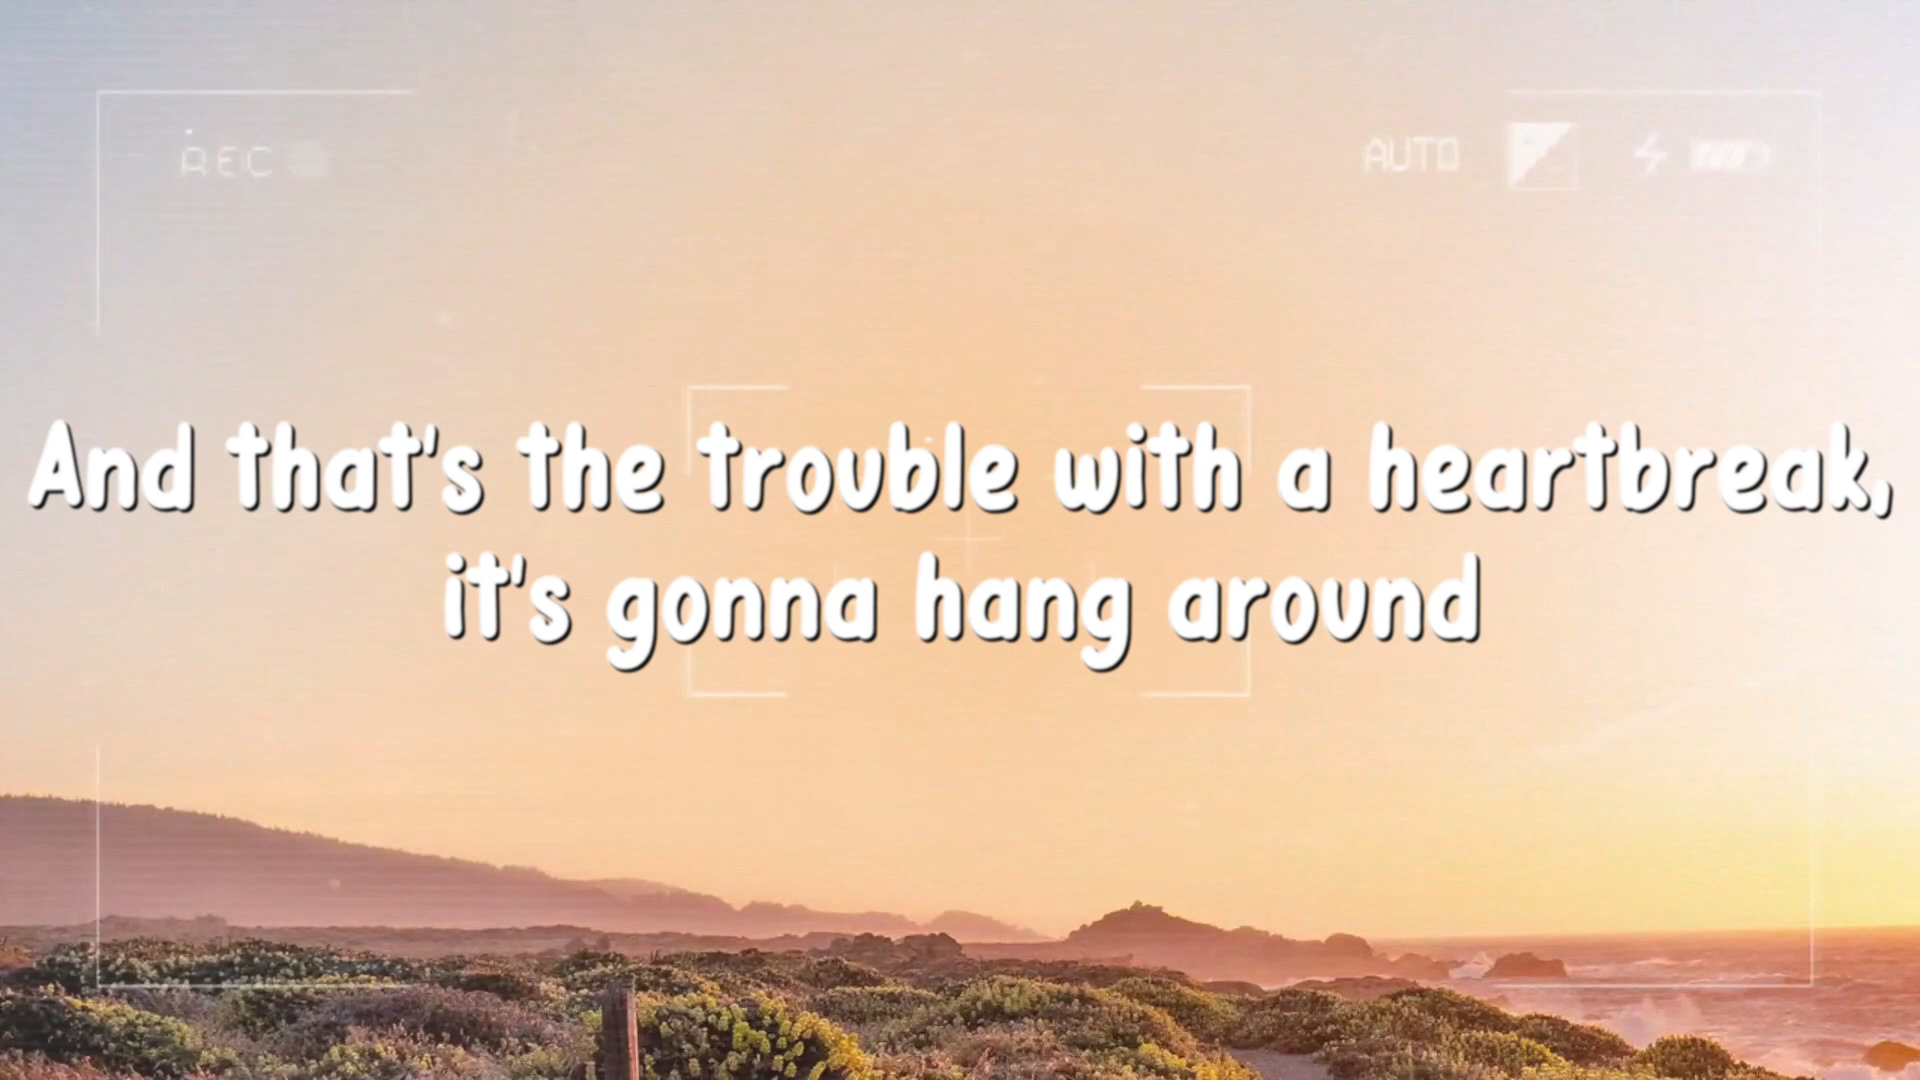 REC
AUTO
And that's the trouble with a heartbreak,
it's gonna hang around